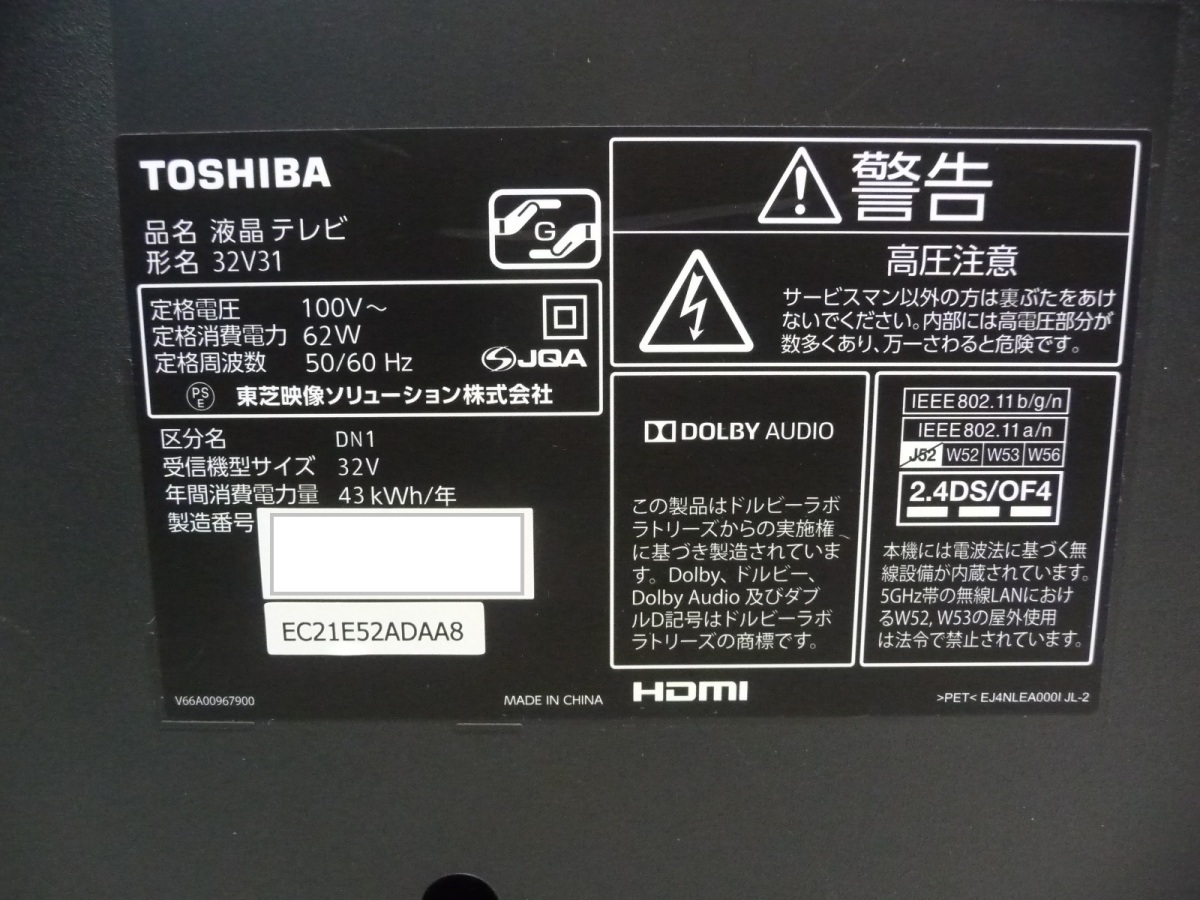 TOSHIBA
品名 液晶テレビ
形名 32V31
G
定格電圧 100V～
定格消費電力 62W
定格周波数 50/60 Hz
JQA
PS
E
東芝映像ソリューション株式会社
区分名 DN1
受信機型サイズ 32V
年間消費電力量 43 kWh/年
製造番号
EC21E52ADAA8
V66A00967900
MADE IN CHINA
警告
高圧注意
サービスマン以外の方は裏ぶたをあけ
ないでください。内部には高電圧部分が
数多くあり、万一さわると危険です。
DOLBY AUDIO
この製品はドルビーラボ
ラトリーズからの実施権
に基づき製造されていま
す。Dolby、ドルビー、
Dolby Audio 及びダブ
ルD記号はドルビーラボ
ラトリーズの商標です。
IEEE802.11b/g/n
IEEE802.11a/n
J52 W52 W53 W56
2.4DS/OF4
本機には電波法に基づく無
線設備が内蔵されています。
5GHz帯の無線LANにおけ
るW52, W53の屋外使用
は法令で禁止されています。
HDMI
>PET< EJ4NLEA000I JL-2